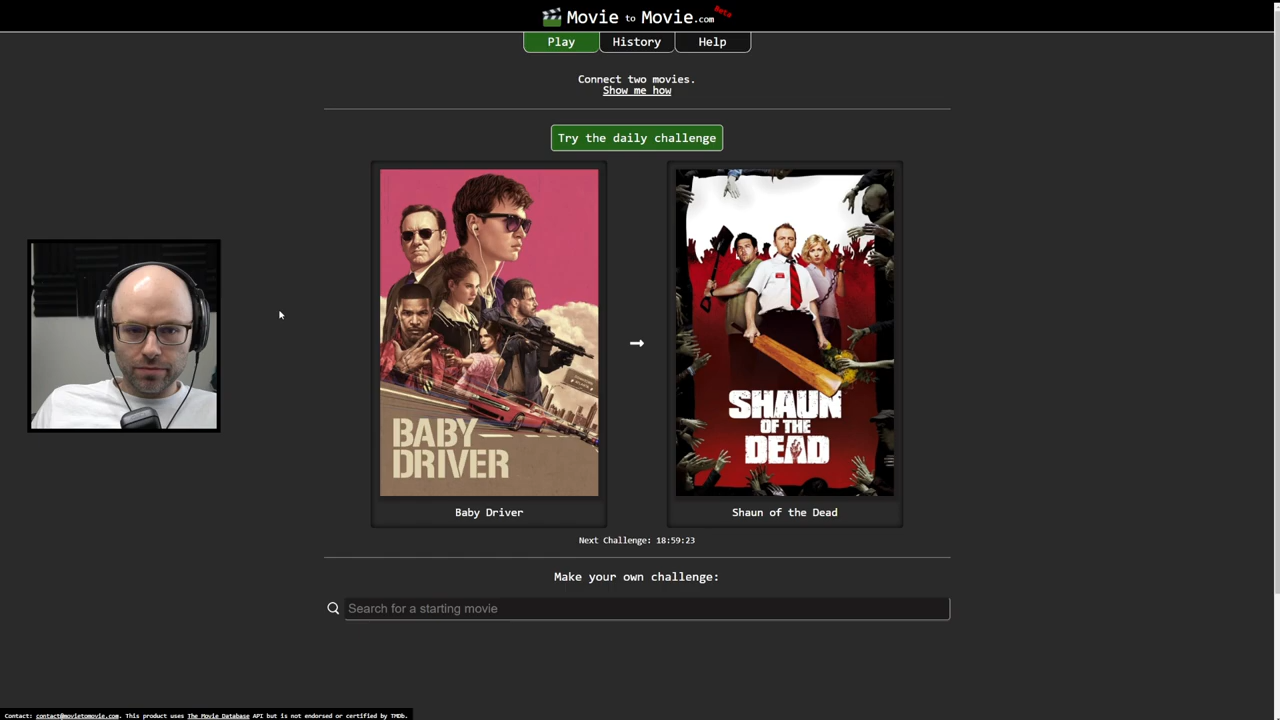 Movie to Movie.com Beta
Play History Help
Connect two movies.
Show me how
Try the daily challenge
BABY
DRIVER
SHAUN
OF THE
DEAD
Baby Driver
Shaun of the Dead
Next Challenge: 18:59:23
Make your own challenge:
Search for a starting movie
Contact: contact@movietomovie.com. This product uses The Movie Database API but is not endorsed or certified by TMDb.